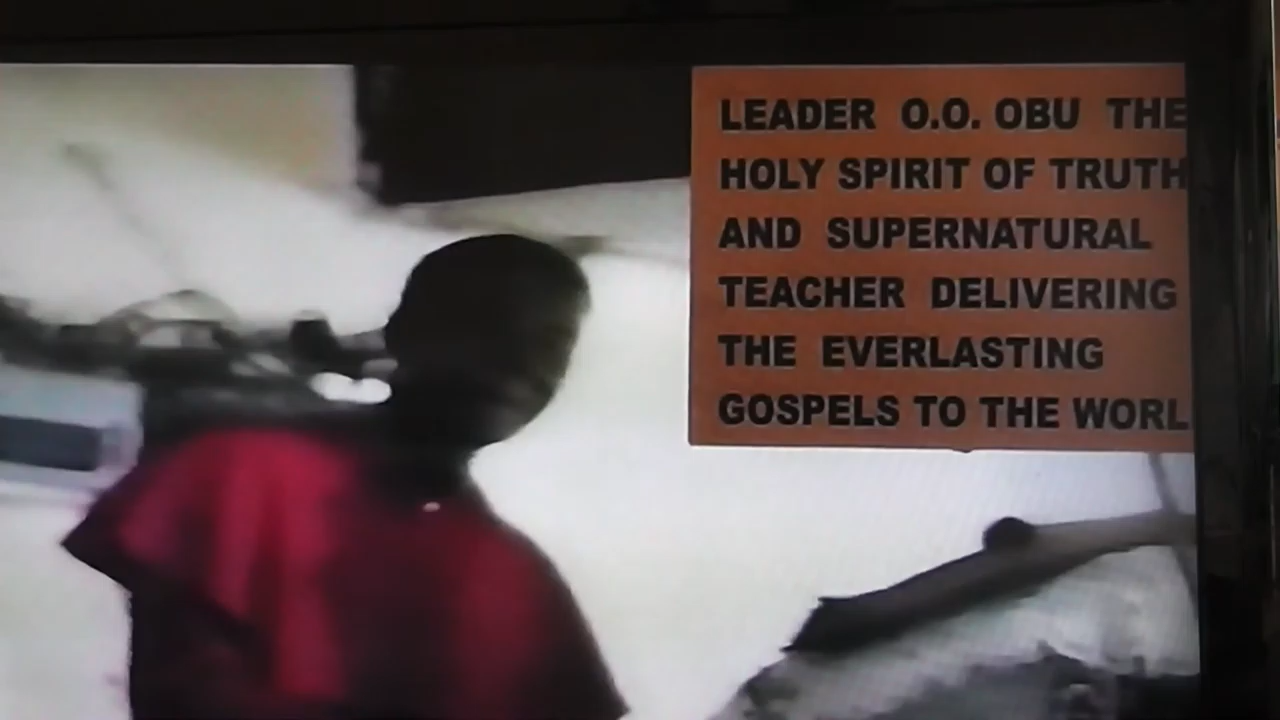 LEADER O.O. OBU THE
HOLY SPIRIT OF TRUTH
AND SUPERNATURAL
TEACHER DELIVERING
THE EVERLASTING
GOSPELS TO THE WORL